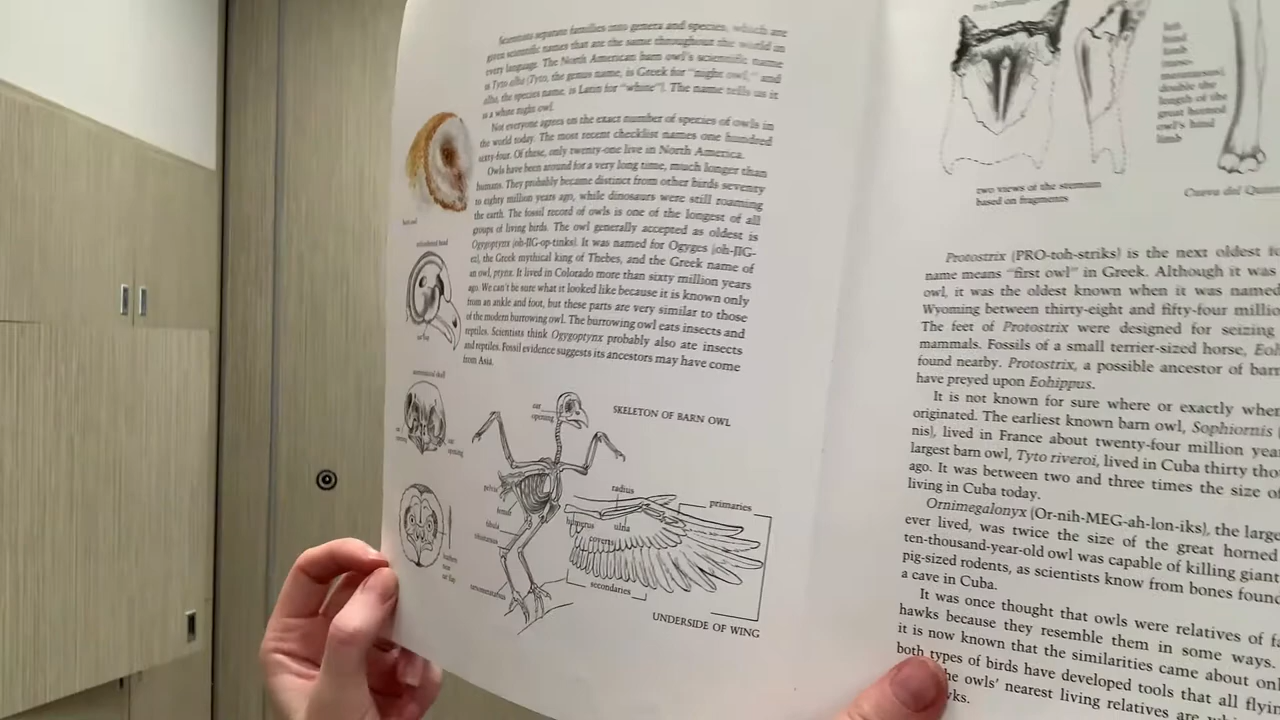 Scientists separate families into genera and species, which are
given scientific names that are the same throughout the world in
every language. The North American barn owl's scientific name
is Tyto alba (Tyto, the genus name, is Greek for "night owl," and
alba, the species name, is Latin for "white"). The name tells us it
is a white night owl.
Not everyone agrees on the exact number of species of owls in
the world today. The most recent checklist names one hundred
sixty-four. Of these, only twenty-one live in North America.
Owls have been around for a very long time, much longer than
humans. They probably became distinct from other birds seventy
to eighty million years ago, while dinosaurs were still roaming
the earth. The fossil record of owls is one of the longest of all
groups of living birds. The owl generally accepted as oldest is
Ogygoptynx (oh-JIG-op-tinks). It was named for Ogyges (oh-JIG-
ez), the Greek mythical king of Thebes, and the Greek name of
an owl, ptynx. It lived in Colorado more than sixty million years
ago. We can't be sure what it looked like because it is known only
from an ankle and foot, but these parts are very similar to those
of the modern burrowing owl. The burrowing owl eats insects and
reptiles. Scientists think Ogygoptynx probably also ate insects
and reptiles. Fossil evidence suggests its ancestors may have come
from Asia.
ear flap
ear
opening
SKELETON OF BARN OWL
pelvis
femur
fibula
tibiotarsus
tarsometatarsus
radius
primaries
humerus
ulna
coverts
secondaries
UNDERSIDE OF WING
ear
opening
ear flap
two views of the sternum
based on fragments
hind
limb
double the
length of the
great horned
owl's hind
limb
Cueva del
Protostrix (PRO-toh-striks) is the next oldest
name means "first owl" in Greek. Although it was
owl, it was the oldest known when it was named
Wyoming between thirty-eight and fifty-four
The feet of Protostrix were designed for seizing
mammals. Fossils of a small terrier-sized horse,
found nearby. Protostrix, a possible ancestor of
have preyed upon Eohippus.
It is not known for sure where or exactly
originated. The earliest known barn owl, Sophiornis
nis), lived in France about twenty-four million
largest barn owl, Tyto riveroi, lived in Cuba thirty
ago. It was between two and three times the size
living in Cuba today.
Ornimegalonyx (Or-nih-MEG-ah-lon-iks), the
ever lived, was twice the size of the great horned
ten-thousand-year-old owl was capable of killing giant
pig-sized rodents, as scientists know from bones found
a cave in Cuba.
It was once thought that owls were relatives of
hawks because they resemble them in some ways.
it is now known that the similarities came about
both types of birds have developed tools that all
he owls' nearest living relatives are